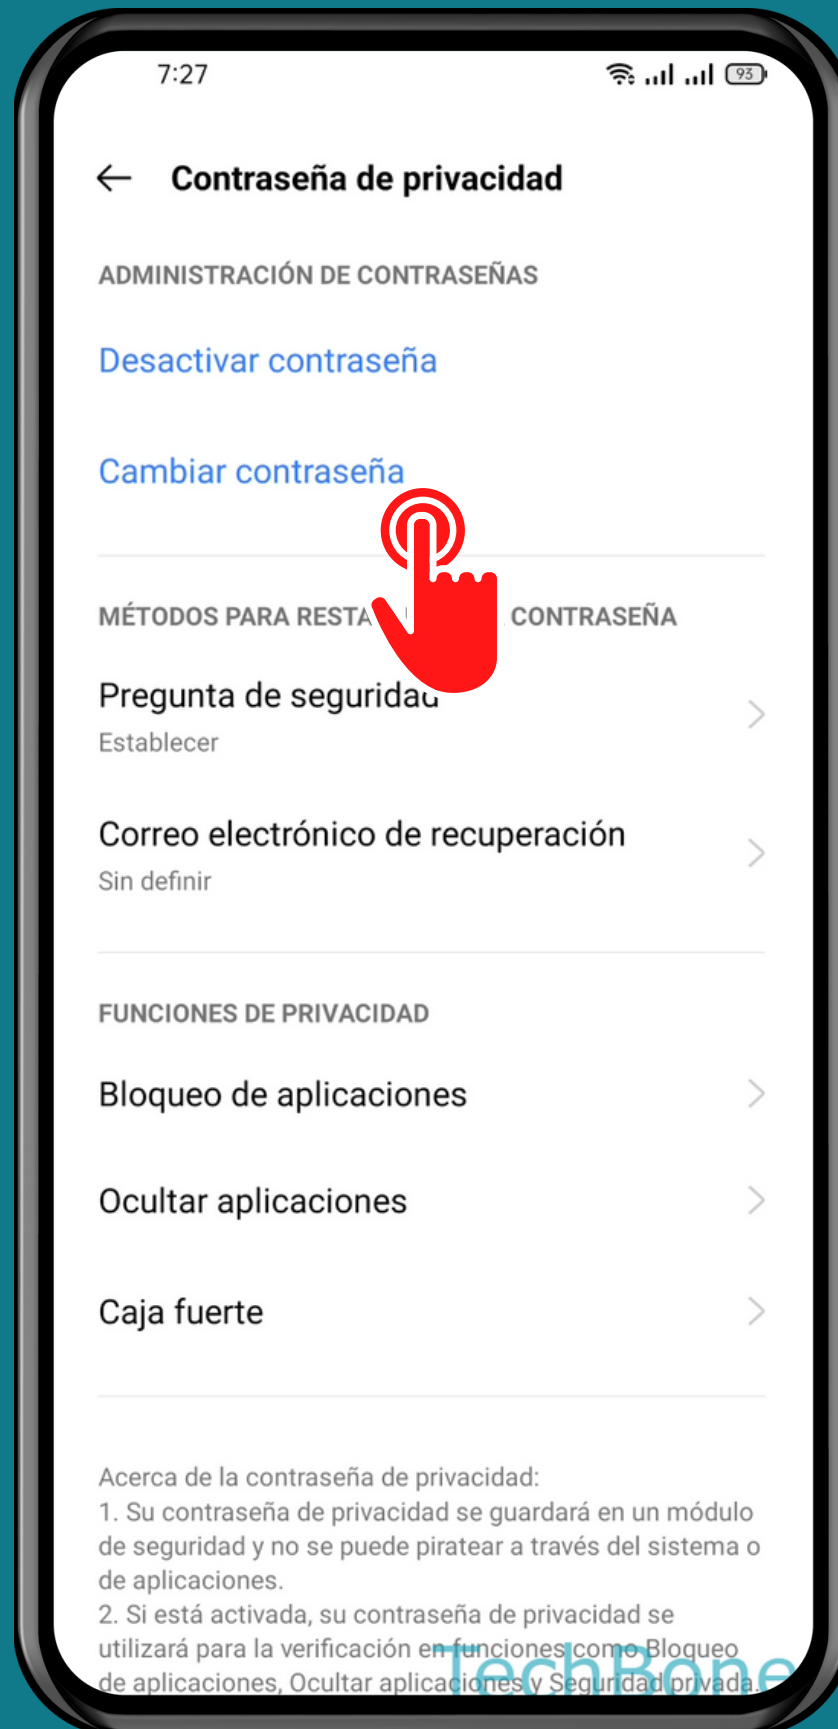 7:27
93
Contraseña de privacidad
ADMINISTRACIÓN DE CONTRASEÑAS
Desactivar contraseña
Cambiar contraseña
MÉTODOS PARA CONTRASEÑA
Pregunta de seguridad
Establecer
Correo electrónico de recuperación
Sin definir
FUNCIONES DE PRIVACIDAD
Bloqueo de aplicaciones
Ocultar aplicaciones
Caja fuerte
Acerca de la contraseña de privacidad:
1. Su contraseña de privacidad se guardará en un módulo
de seguridad y no se puede piratear a través del sistema o
de aplicaciones.
2. Si está activada, su contraseña de privacidad se
utilizará para la verificación en funciones como Bloqueo
de aplicaciones, Ocultar aplicaciones y Seguridad privada.
TechBone